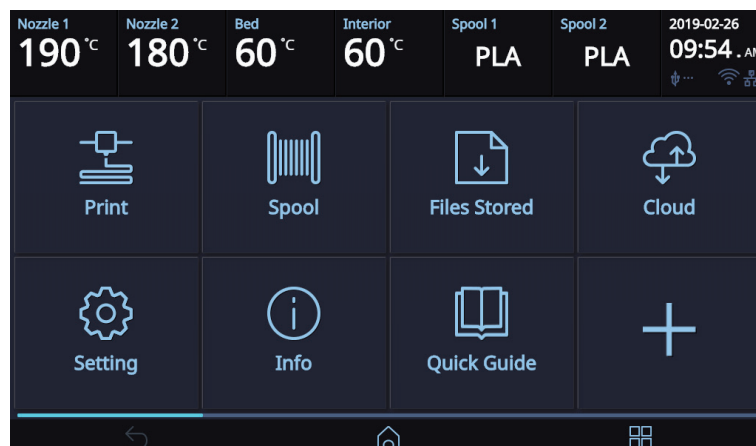 Nozzle 1 Nozzle 2 Bed Interior Spool 1 Spool 2 2019-02-26
190 °C 180 °C 60 °C 60 °C PLA PLA 09:54 . AM
Print Spool Files Stored Cloud
Setting Info Quick Guide